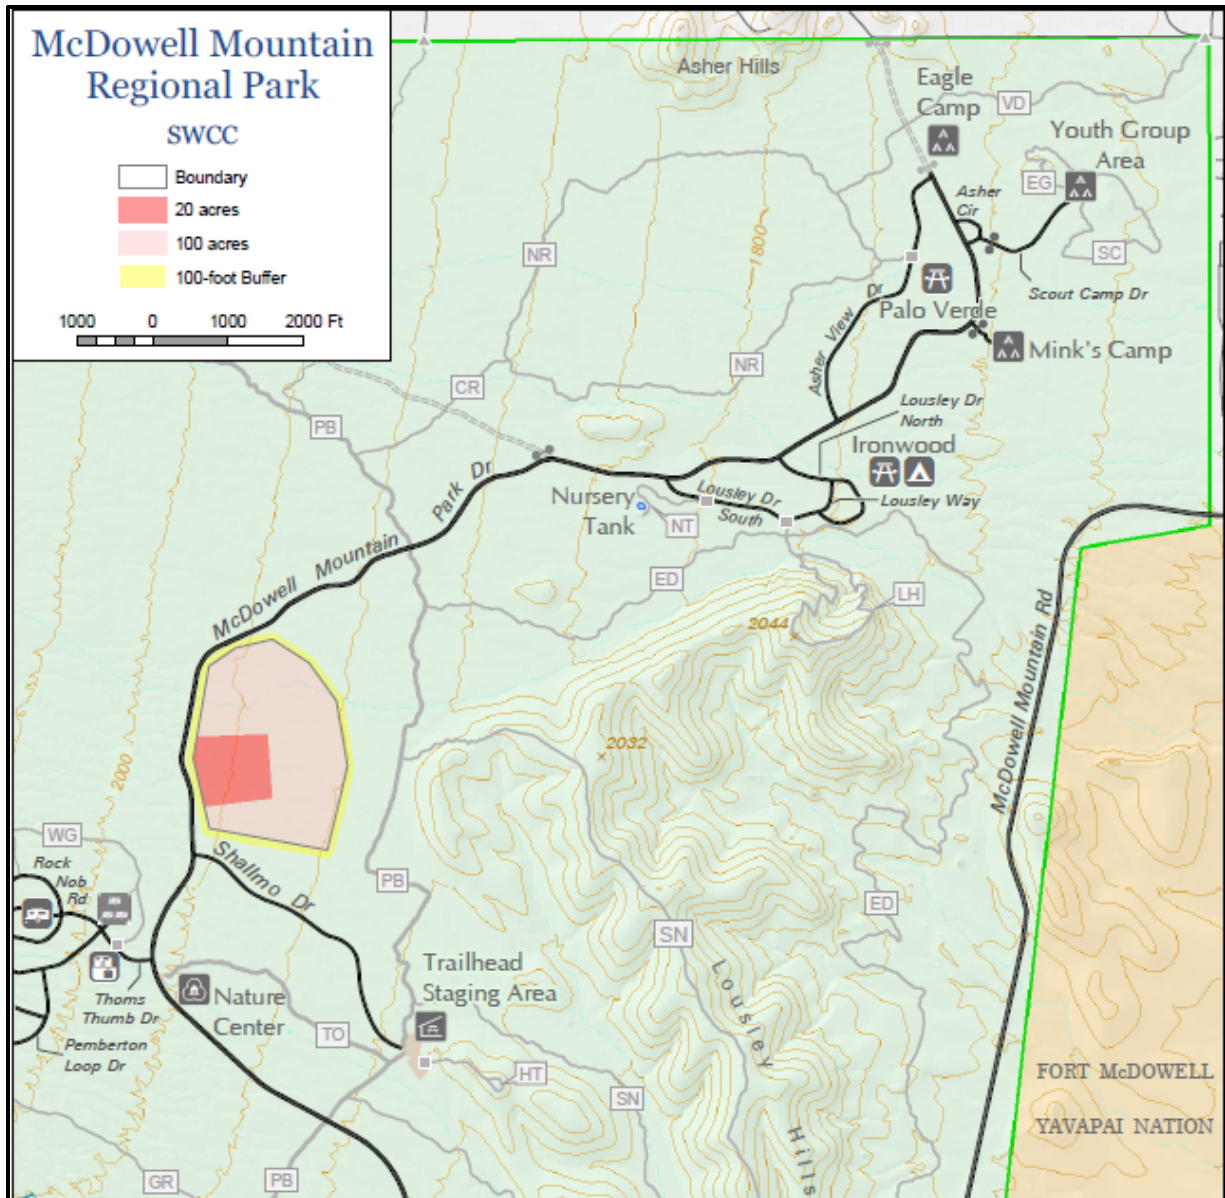 McDowell Mountain
Regional Park
SWCC
Boundary
20 acres
100 acres
100-foot Buffer
1000 0 1000 2000 Ft
Asher Hills
Eagle
Camp
VD
Youth Group
Area
EG
Asher
Cir
SC
Scout Camp Dr
NR
1800
Palo Verde
Asher View Dr
Mink's Camp
NR
CR
PB
Lousley Dr
North
Ironwood
Lousley Way
Lousley Dr
South
Nursery
Tank
NT
McDowell Mountain Park Dr
ED
LH
2044
2032
McDowell Mountain Rd
2000
WG
Rock
Nob
Rd
Shallmo Dr
PB
ED
SN
Trailhead
Staging Area
Lousley
Hills
Thoms
Thumb Dr
Nature
Center
Pemberton
Loop Dr
TO
HT
SN
FORT McDOWELL
YAVAPAI NATION
GR
PB